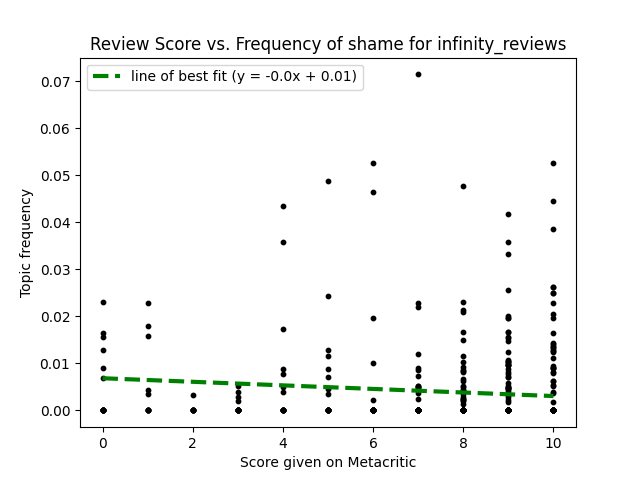 Review Score vs. Frequency of shame for infinity_reviews
line of best fit (y = -0.0x + 0.01)
Topic frequency
0.07
0.06
0.05
0.04
0.03
0.02
0.01
0.00
0 2 4 6 8 10
Score given on Metacritic